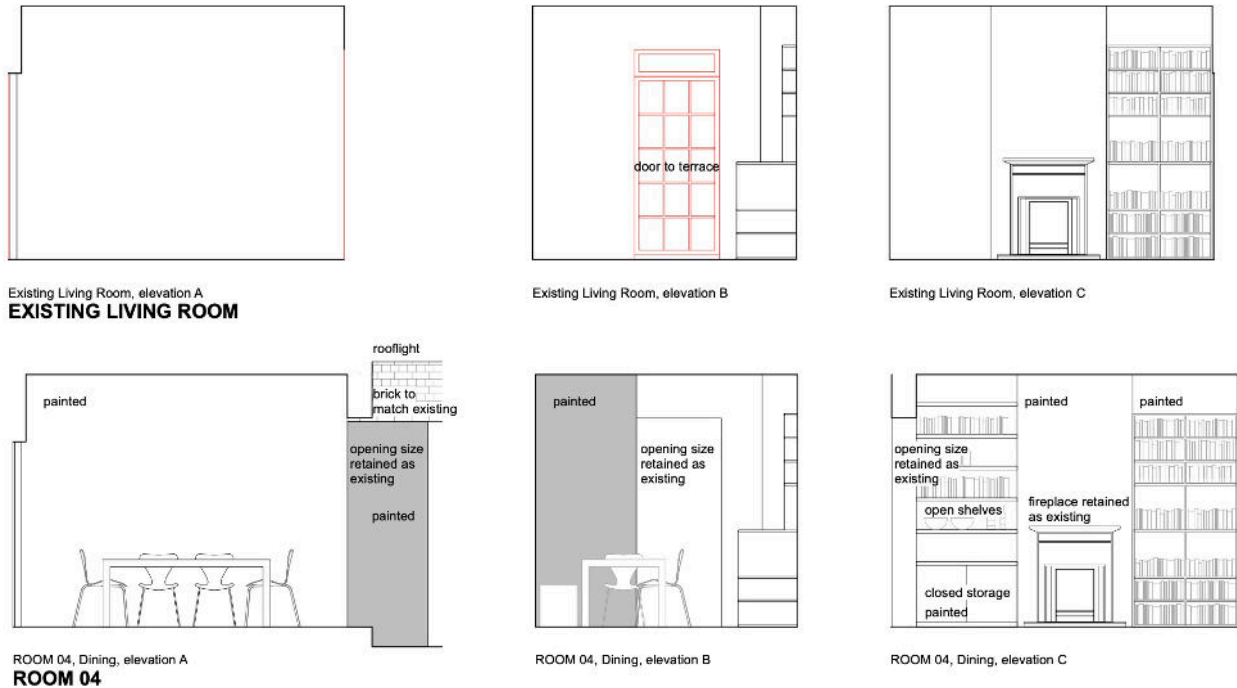 door to terrace
Existing Living Room, elevation A
EXISTING LIVING ROOM
Existing Living Room, elevation B
Existing Living Room, elevation C
painted
rooflight
brick to
match existing
opening size
retained as
existing
painted
painted
opening size
retained as
existing
opening size
retained as
existing
open shelves
closed storage
painted
painted
fireplace retained
as existing
painted
ROOM 04, Dining, elevation A
ROOM 04
ROOM 04, Dining, elevation B
ROOM 04, Dining, elevation C